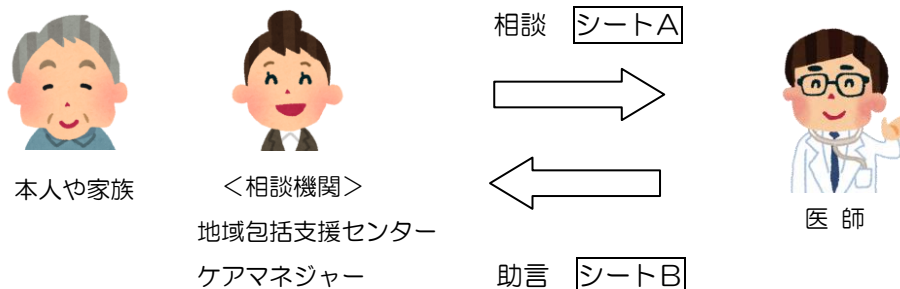 相談 シートA
本人や家族
<相談機関>
地域包括支援センター
ケアマネジャー
医 師
助言 シートB